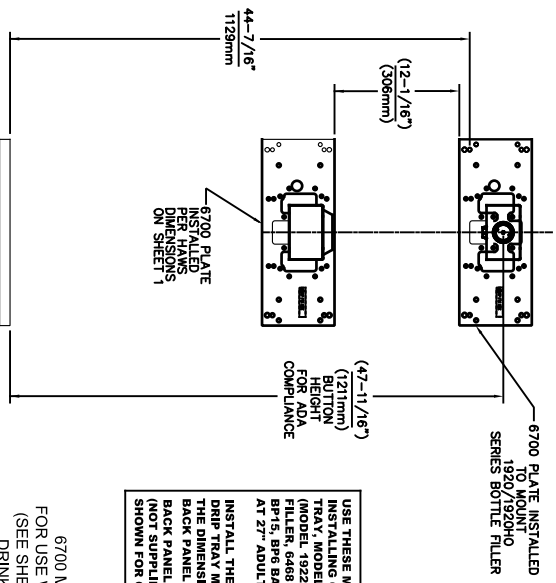 44-7/16"
1129mm
(12-1/16")
(306mm)
6700 PLATE
INSTALLED
PER HAWS
DIMENSIONS
ON SHEET 1
(47-11/16")
(1211mm)
BUTTON
HEIGHT
FOR ADA
COMPLIANCE
6700 PLATE INSTALLED
TO MOUNT
1920/1920HO
SERIES BOTTLE FILLER
USE THESE M
INSTALLING
TRAY, MODEL
(MODEL 1922
FILLER, 6468
BP15, BP6 BA
AT 27" ADUL
INSTALL THE
DRIP TRAY M
THE DIMENS
BACK PANEL
BACK PANEL
(NOT SUPPLI
SHOWN FOR
6700 M
FOR USE W
(SEE SHE
DRIN